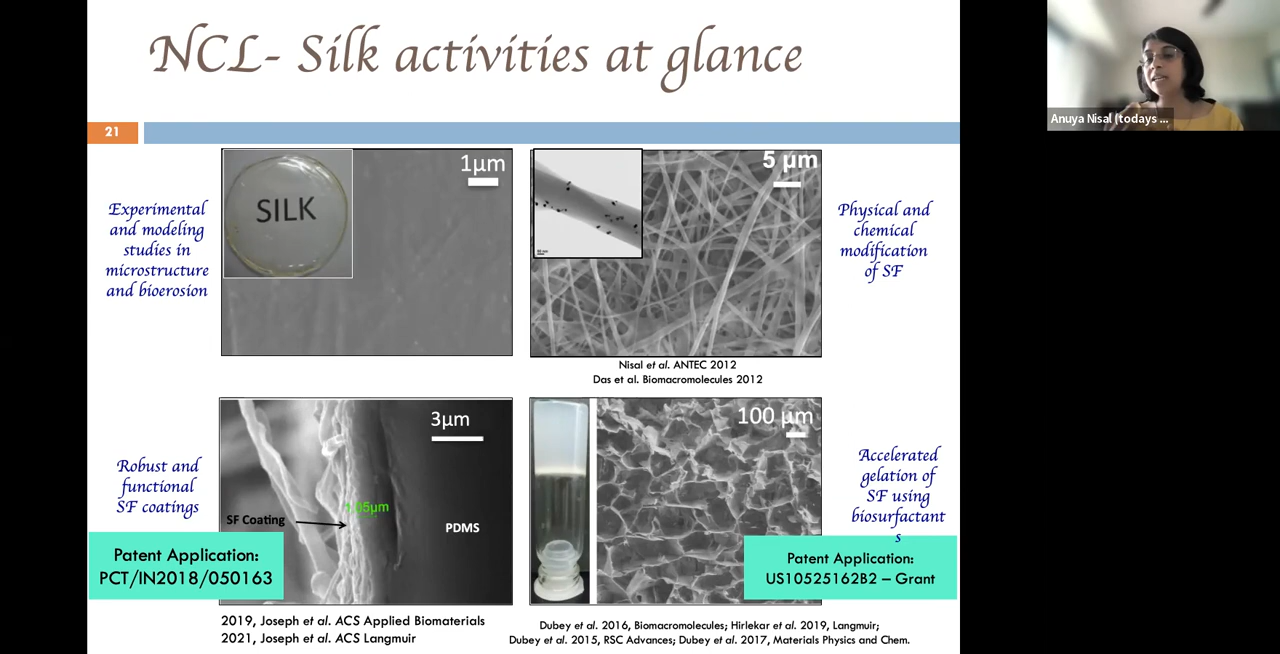 NCL- Silk activities at glance
Anuya Nisal (todays ...
21
Experimental
and modeling
studies in
microstructure
and bioerosion
SILK
1μm
5 μm
Physical and
chemical
modification
of SF
Nisal et al. ANTEC 2012
Das et al. Biomacromolecules 2012
Robust and
functional
SF coatings
3μm
SF Coating
PDMS
100 μm
Accelerated
gelation of
SF using
biosurfactant
s
Patent Application:
PCT/IN2018/050163
Patent Application:
US10525162B2 – Grant
2019, Joseph et al. ACS Applied Biomaterials
2021, Joseph et al. ACS Langmuir
Dubey et al. 2016, Biomacromolecules; Hirlekar et al. 2019, Langmuir;
Dubey et al. 2015, RSC Advances; Dubey et al. 2017, Materials Physics and Chem.